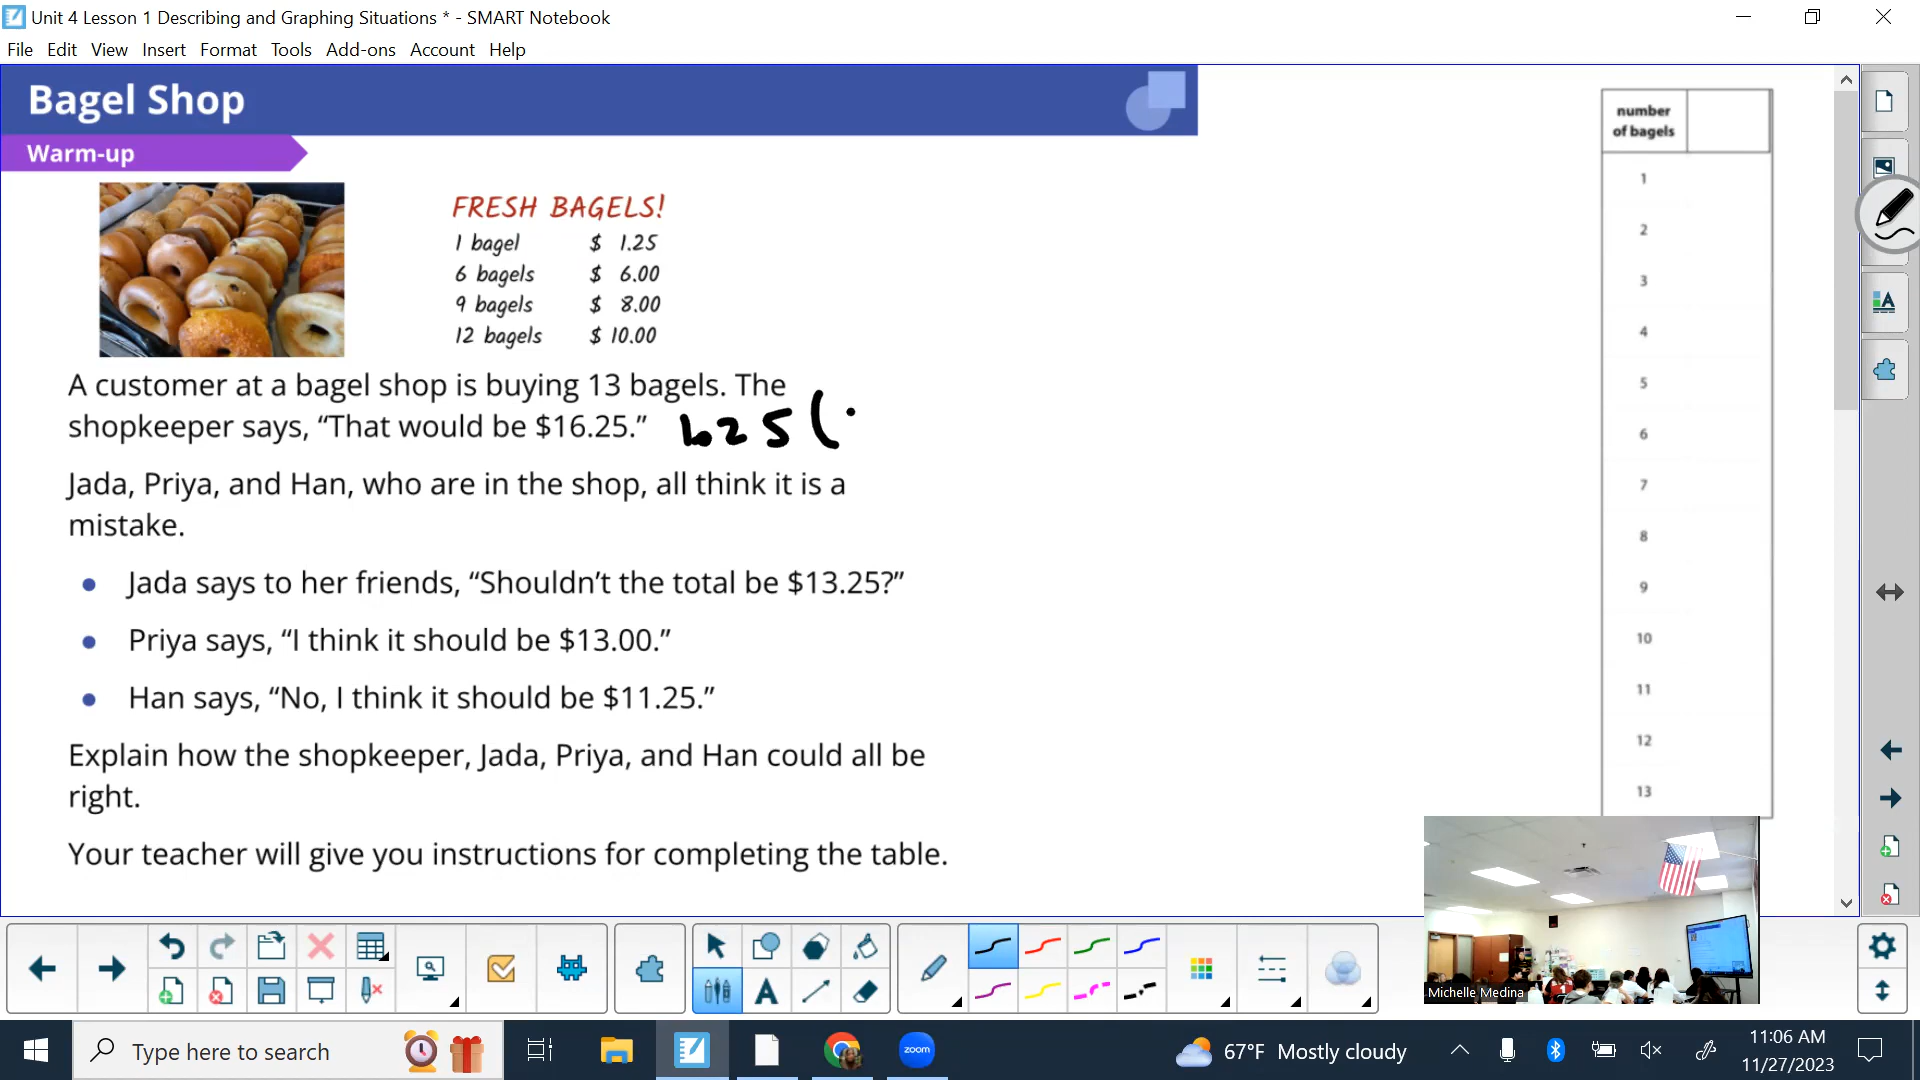 Unit 4 Lesson 1 Describing and Graphing Situations * - SMART Notebook
File Edit View Insert Format Tools Add-ons Account Help
Bagel Shop
Warm-up
FRESH BAGELS!
1 bagel $ 1.25
6 bagels $ 6.00
9 bagels $ 8.00
12 bagels $ 10.00
A customer at a bagel shop is buying 13 bagels. The
shopkeeper says, “That would be $16.25.” 1.25 (
Jada, Priya, and Han, who are in the shop, all think it is a
mistake.
• Jada says to her friends, “Shouldn’t the total be $13.25?”
• Priya says, “I think it should be $13.00.”
• Han says, “No, I think it should be $11.25.”
Explain how the shopkeeper, Jada, Priya, and Han could all be
right.
Your teacher will give you instructions for completing the table.
number
of bagels
1
2
3
4
5
6
7
8
9
10
11
12
13
Michelle Medina
Type here to search
zoom
67°F Mostly cloudy
11:06 AM
11/27/2023